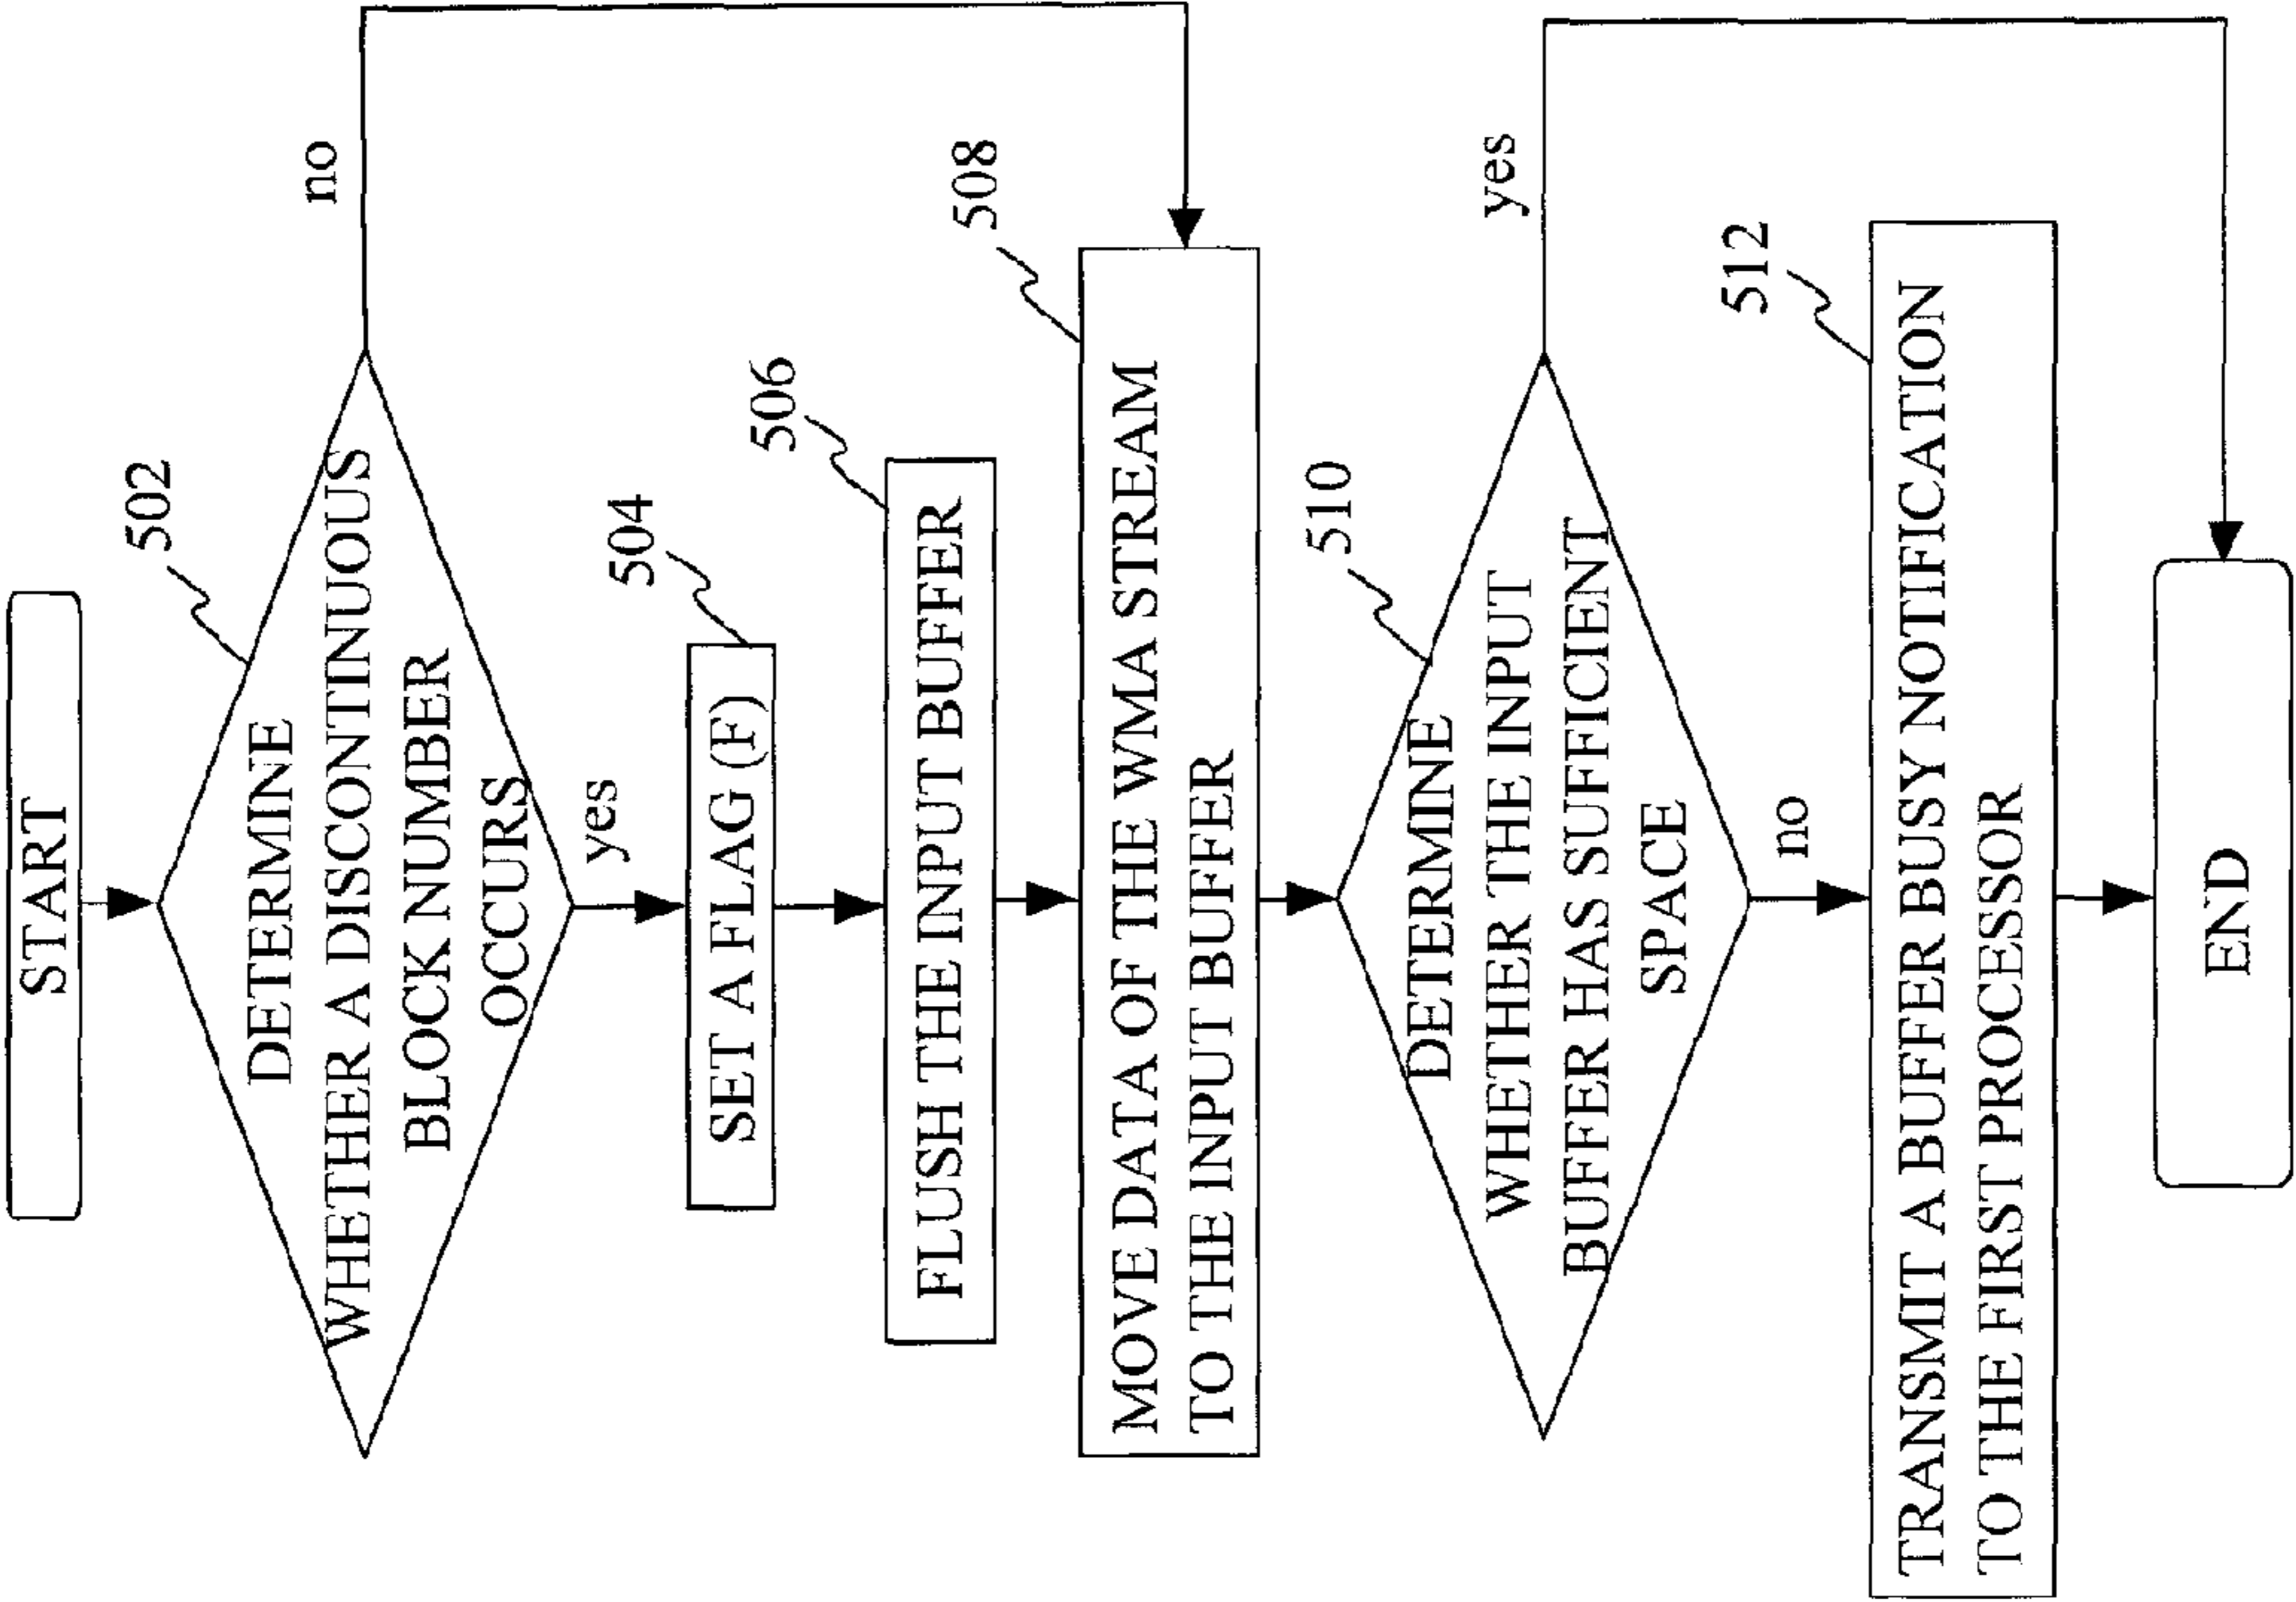 START
502
DETERMINE
WHETHER A DISCONTINUOUS
BLOCK NUMBER
OCCURS
no
yes
504
SET A FLAG (F)
506
FLUSH THE INPUT BUFFER
508
MOVE DATA OF THE WMA STREAM
TO THE INPUT BUFFER
510
DETERMINE
WHETHER THE INPUT
BUFFER HAS SUFFICIENT
SPACE
yes
no
512
TRANSMIT A BUFFER BUSY NOTIFICATION
TO THE FIRST PROCESSOR
END